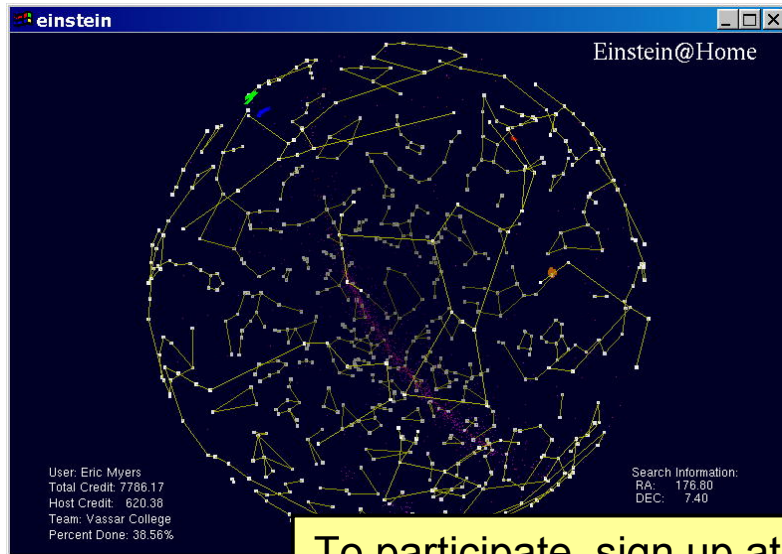 einstein
Einstein@Home
User: Eric Myers
Total Credit: 7786.17
Host Credit: 620.38
Team: Vassar College
Percent Done: 38.56%
Search Information:
RA: 176.80
DEC: 7.40
To participate, sign up at